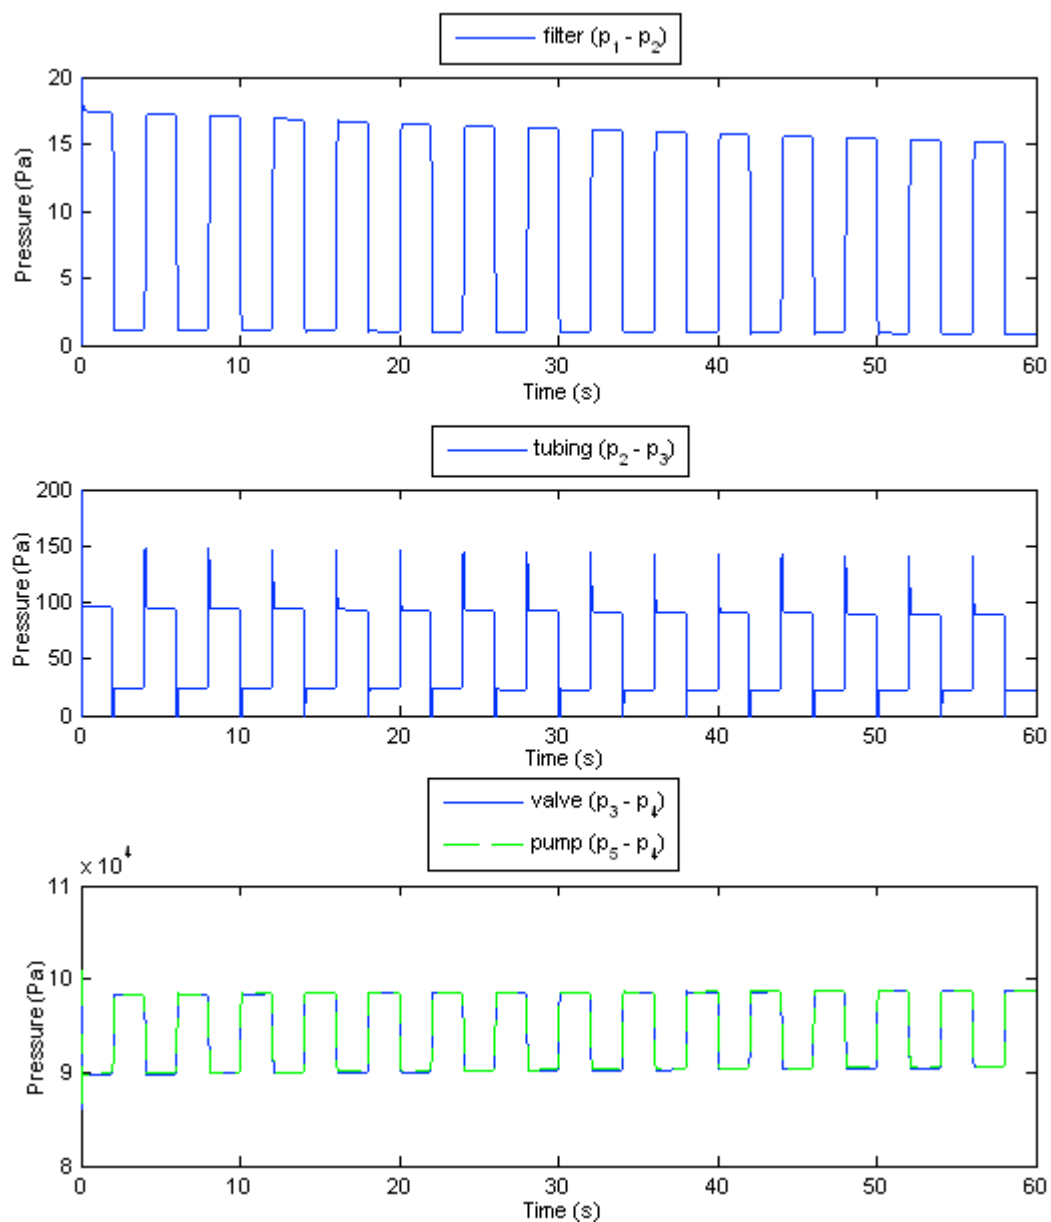 filter (p1 - p2)
20
15
10
5
0
Pressure (Pa)
0 10 20 30 40 50 60
Time (s)
tubing (p2 - p3)
200
150
100
50
0
Pressure (Pa)
0 10 20 30 40 50 60
Time (s)
valve (p3 - p4)
pump (p5 - p4)
x 10^4
11
10
9
8
Pressure (Pa)
0 10 20 30 40 50 60
Time (s)